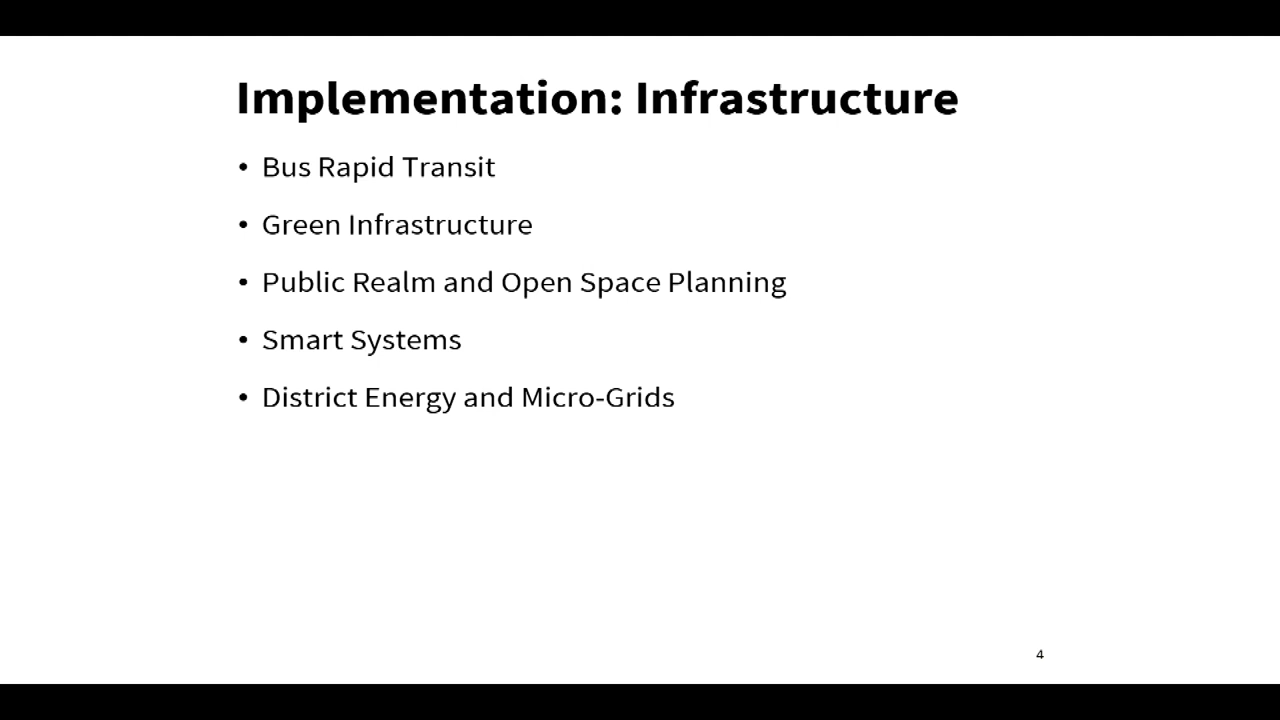 Implementation: Infrastructure
• Bus Rapid Transit
• Green Infrastructure
• Public Realm and Open Space Planning
• Smart Systems
• District Energy and Micro-Grids
4